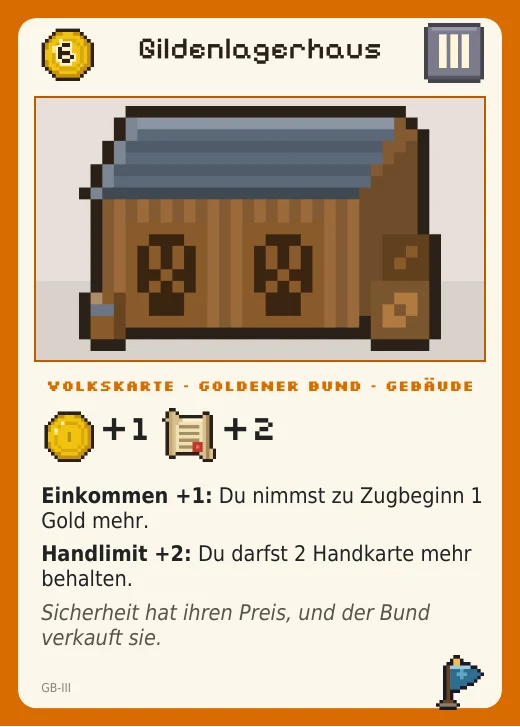 6
Gildenlagerhaus
III
VOLKSKARTE - GOLDENER BUND - GEBÄUDE
+1 +2
Einkommen +1: Du nimmst zu Zugbeginn 1
Gold mehr.
Handlimit +2: Du darfst 2 Handkarte mehr
behalten.
Sicherheit hat ihren Preis, und der Bund
verkauft sie.
GB-III